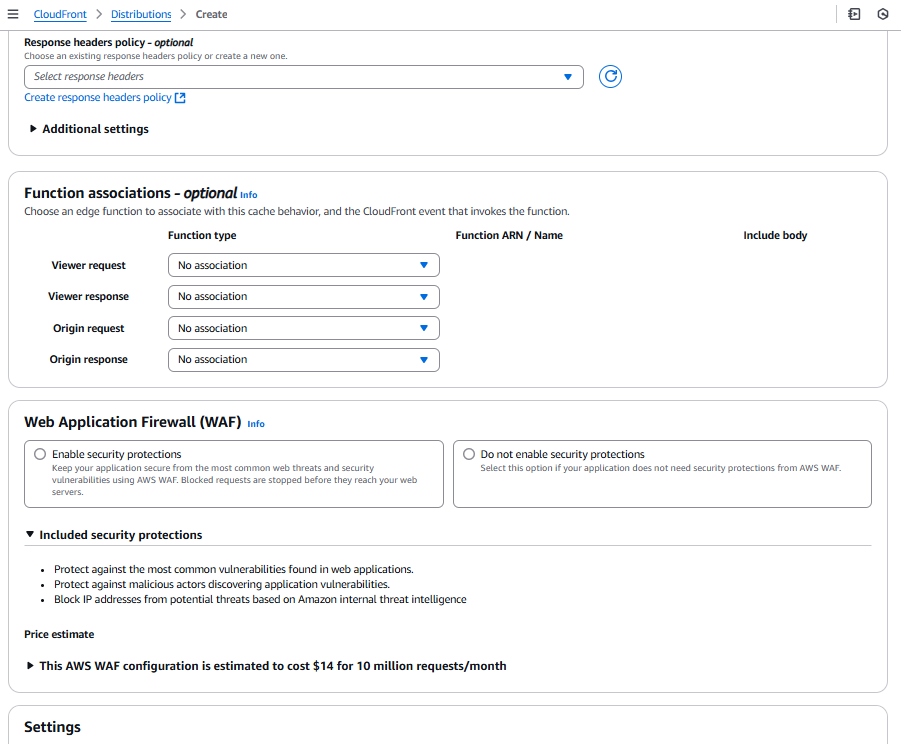 CloudFront > Distributions > Create
Response headers policy - optional
Choose an existing response headers policy or create a new one.
Select response headers
Create response headers policy
Additional settings
Function associations - optional Info
Choose an edge function to associate with this cache behavior, and the CloudFront event that invokes the function.
Function type Function ARN / Name Include body
Viewer request No association
Viewer response No association
Origin request No association
Origin response No association
Web Application Firewall (WAF) Info
Enable security protections
Keep your application secure from the most common web threats and security
vulnerabilities using AWS WAF. Blocked requests are stopped before they reach your web
servers.
Do not enable security protections
Select this option if your application does not need security protections from AWS WAF.
Included security protections
• Protect against the most common vulnerabilities found in web applications.
• Protect against malicious actors discovering application vulnerabilities.
• Block IP addresses from potential threats based on Amazon internal threat intelligence
Price estimate
This AWS WAF configuration is estimated to cost $14 for 10 million requests/month
Settings